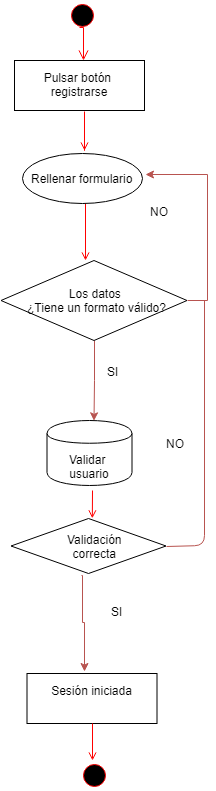 Pulsar botón
registrarse
Rellenar formulario
NO
Los datos
¿Tiene un formato válido?
SI
NO
Validar
usuario
Validación
correcta
SI
Sesión iniciada